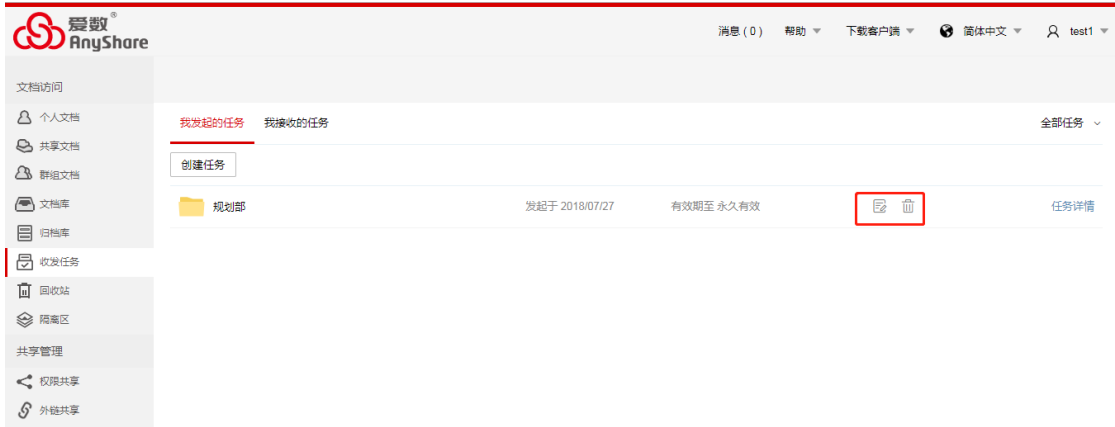 爱数®
AnyShare
消息 ( 0 ) 帮助 下载客户端 简体中文 test1
文档访问
个人文档
共享文档
群组文档
文档库
归档库
收发任务
回收站
隔离区
共享管理
权限共享
外链共享
我发起的任务 我接收的任务 全部任务
创建任务
规划部 发起于 2018/07/27 有效期至 永久有效 任务详情